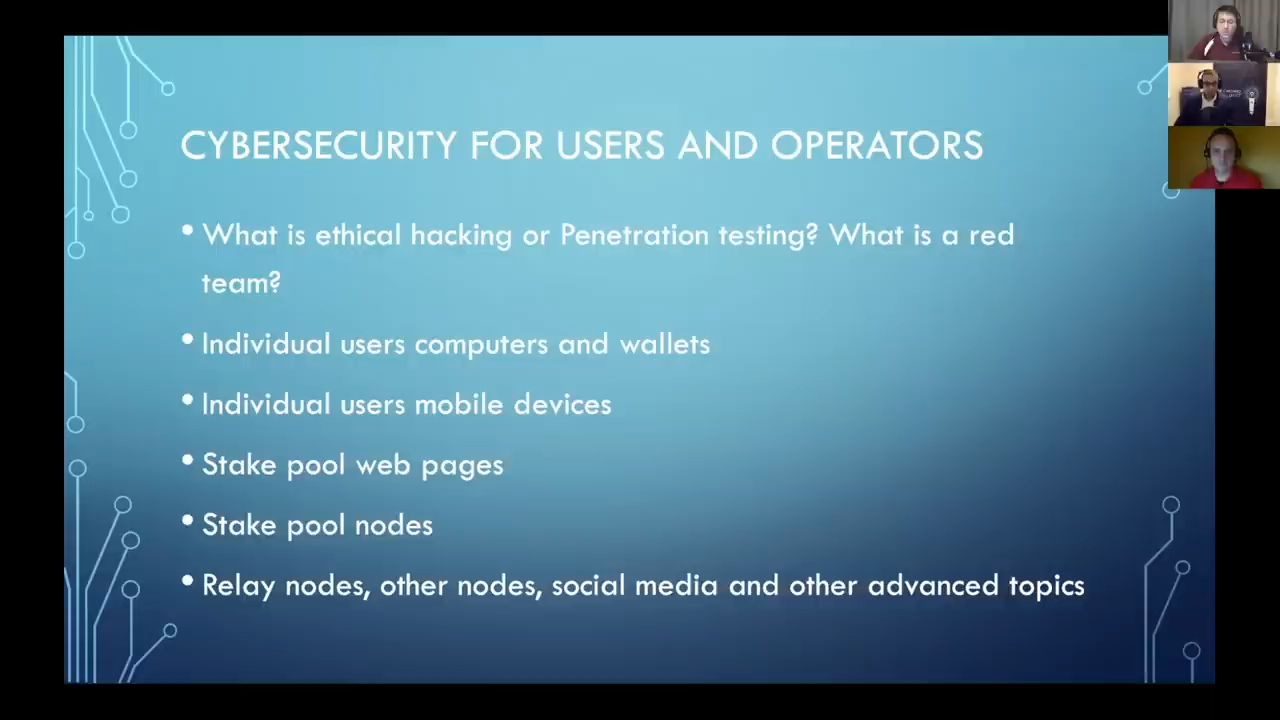 CYBERSECURITY FOR USERS AND OPERATORS
• What is ethical hacking or Penetration testing? What is a red
team?
• Individual users computers and wallets
• Individual users mobile devices
• Stake pool web pages
• Stake pool nodes
• Relay nodes, other nodes, social media and other advanced topics